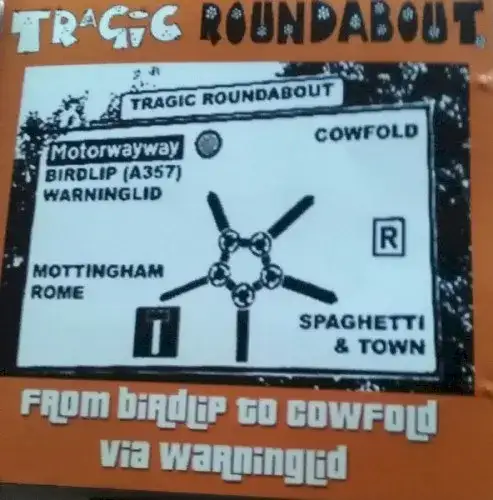 TRAGIC ROUNDABOUT
TRAGIC ROUNDABOUT
Motorwayway
BIRDLIP (A357)
WARNINGLID
COWFOLD
R
MOTTINGHAM
ROME
SPAGHETTI
& TOWN
FROM BIRDLIP TO COWFOLD
VIA WARNINGLID